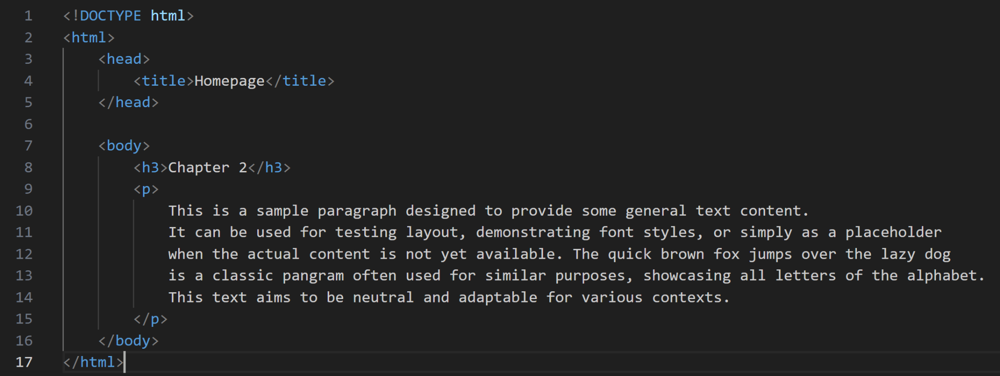 1 <!DOCTYPE html>
2 <html>
3     <head>
4         <title>Homepage</title>
5     </head>
6
7     <body>
8         <h3>Chapter 2</h3>
9         <p>
10             This is a sample paragraph designed to provide some general text content.
11             It can be used for testing layout, demonstrating font styles, or simply as a placeholder
12             when the actual content is not yet available. The quick brown fox jumps over the lazy dog
13             is a classic pangram often used for similar purposes, showcasing all letters of the alphabet.
14             This text aims to be neutral and adaptable for various contexts.
15         </p>
16     </body>
17 </html>